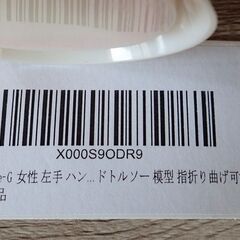 X000S9ODR9
-G 女性 左手 ハン... ドトルソー 模型 指折り曲げ可
品